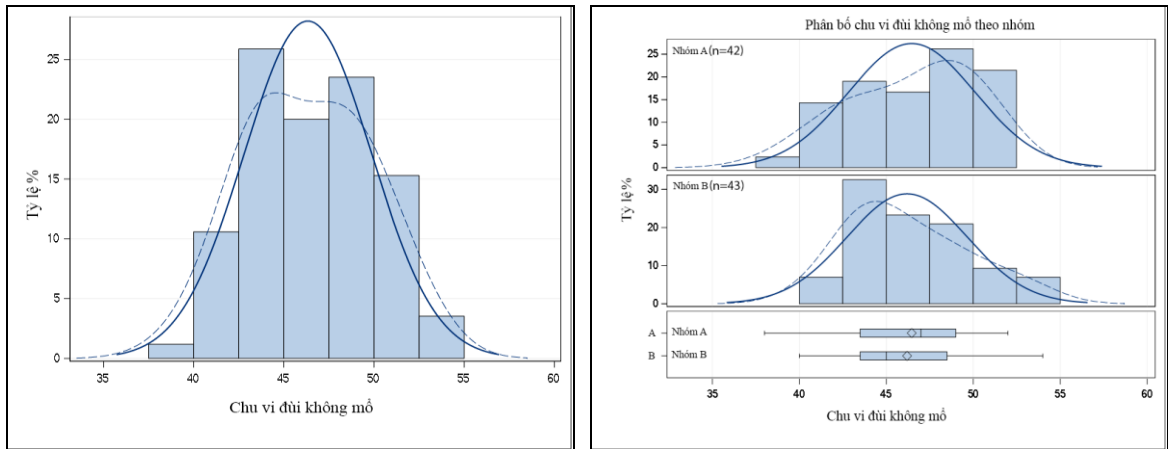 25
20
15
10
5
0
Tỷ lệ %
35 40 45 50 55 60
Chu vi đùi không mổ
Phân bố chu vi đùi không mổ theo nhóm
Nhóm A(n=42)
25
20
15
10
5
0
Nhóm B(n=43)
30
20
10
0
Tỷ lệ %
A Nhóm A
B Nhóm B
35 40 45 50 55 60
Chu vi đùi không mổ